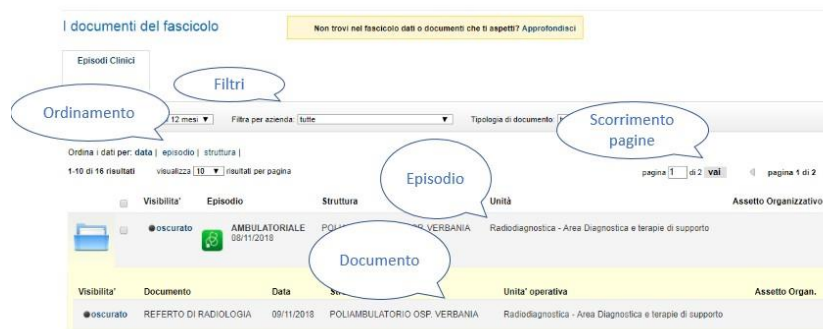 I documenti del fascicolo
Non trovi nel fascicolo dati o documenti che ti aspetti? Approfondisci
Episodi Clinici
Filtri
Ordinamento
12 mesi
Filtra per azienda: tutte
Tipologia di documento:
Scorrimento
pagine
Ordina i dati per: data | episodio | struttura |
1-10 di 16 risultati
visualizza 10 risultati per pagina
Episodio
pagina 1 di 2 vai
pagina 1 di 2
Visibilita' Episodio Struttura Unità Assetto Organizzativo
oscurato AMBULATORIALE VERBANIA Radiodiagnostica - Area Diagnostica e terapie di supporto
08/11/2018
Documento
Visibilita' Documento Data Unita' operativa Assetto Organ.
oscurato REFERTO DI RADIOLOGIA 09/11/2018 POLIAMBULATORIO OSP. VERBANIA Radiodiagnostica - Area Diagnostica e terapie di supporto